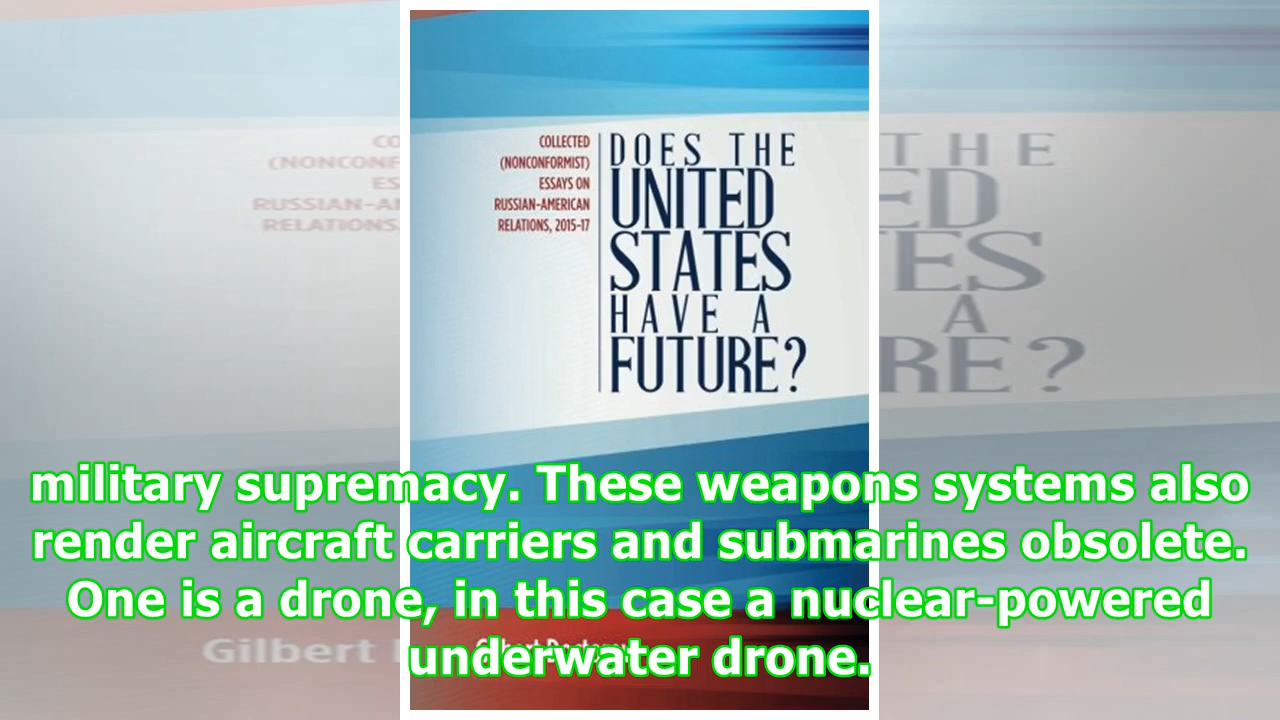 COLLECTED
(NONCONFORMIST)
ESSAYS ON
RUSSIAN-AMERICAN
RELATIONS, 2015-17
DOES THE
UNITED
STATES
HAVE A
FUTURE?
military supremacy. These weapons systems also
render aircraft carriers and submarines obsolete.
One is a drone, in this case a nuclear-powered
underwater drone.
Gilbert